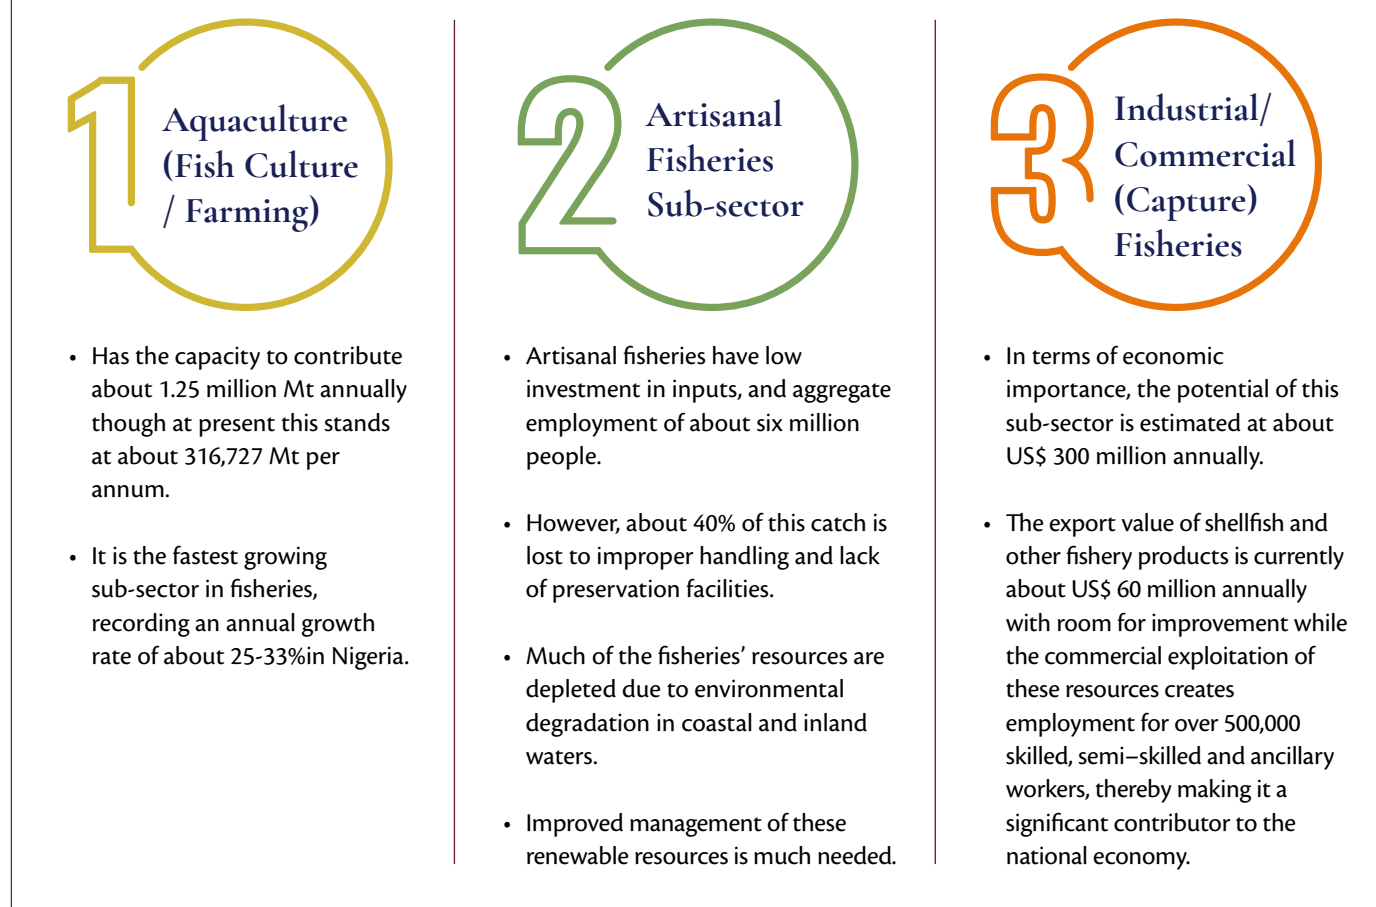 1
Aquaculture
(Fish Culture
/ Farming)
• Has the capacity to contribute
about 1.25 million Mt annually
though at present this stands
at about 316,727 Mt per
annum.
• It is the fastest growing
sub-sector in fisheries,
recording an annual growth
rate of about 25-33%in Nigeria.
2
Artisanal
Fisheries
Sub-sector
• Artisanal fisheries have low
investment in inputs, and aggregate
employment of about six million
people.
• However, about 40% of this catch is
lost to improper handling and lack
of preservation facilities.
• Much of the fisheries’ resources are
depleted due to environmental
degradation in coastal and inland
waters.
• Improved management of these
renewable resources is much needed.
3
Industrial/
Commercial
(Capture)
Fisheries
• In terms of economic
importance, the potential of this
sub-sector is estimated at about
US$ 300 million annually.
• The export value of shellfish and
other fishery products is currently
about US$ 60 million annually
with room for improvement while
the commercial exploitation of
these resources creates
employment for over 500,000
skilled, semi–skilled and ancillary
workers, thereby making it a
significant contributor to the
national economy.